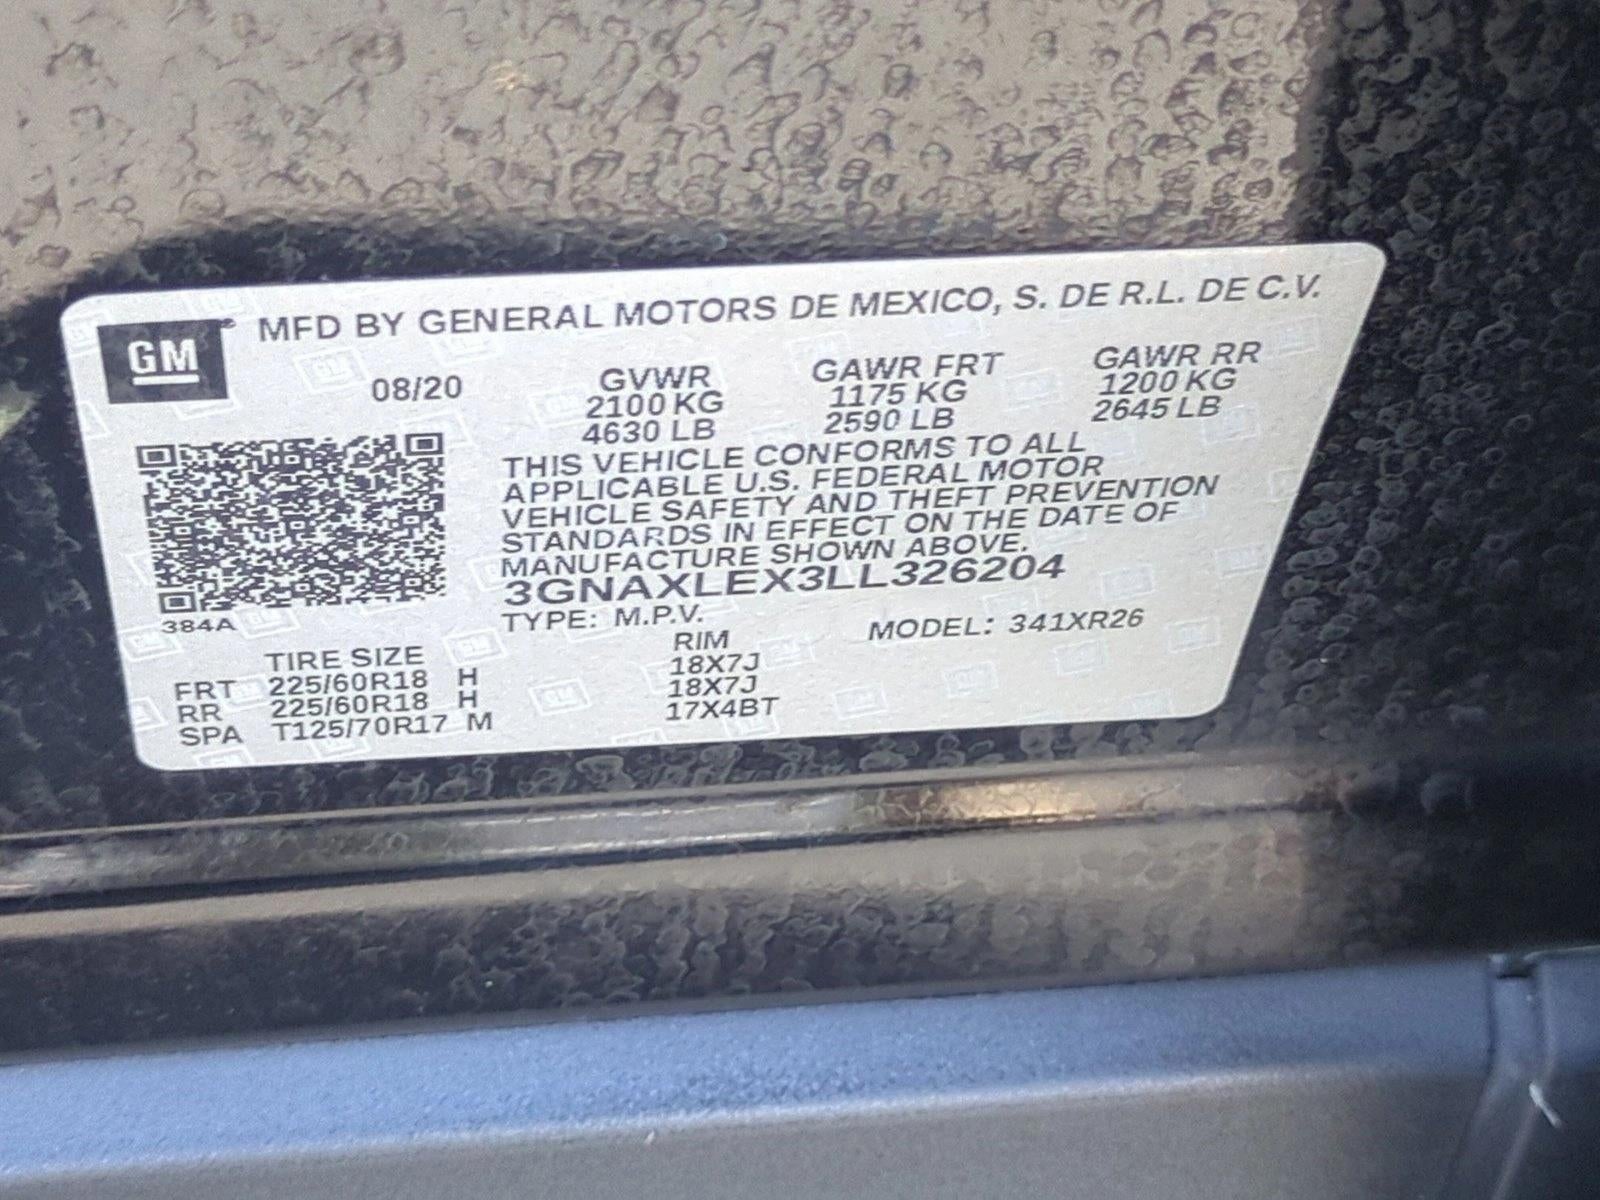 MFD BY GENERAL MOTORS DE MEXICO, S. DE R.L. DE C.V.
GM
08/20
GVWR GAWR FRT GAWR RR
2100 KG 1175 KG 1200 KG
4630 LB 2590 LB 2645 LB
THIS VEHICLE CONFORMS TO ALL
APPLICABLE U.S. FEDERAL MOTOR
VEHICLE SAFETY AND THEFT PREVENTION
STANDARDS IN EFFECT ON THE DATE OF
MANUFACTURE SHOWN ABOVE.
3GNAXLEX3LL326204
384A
TYPE: M.P.V. MODEL: 341XR26
TIRE SIZE RIM
FRT 225/60R18 H 18X7J
RR 225/60R18 H 18X7J
SPA T125/70R17 M 17X4BT